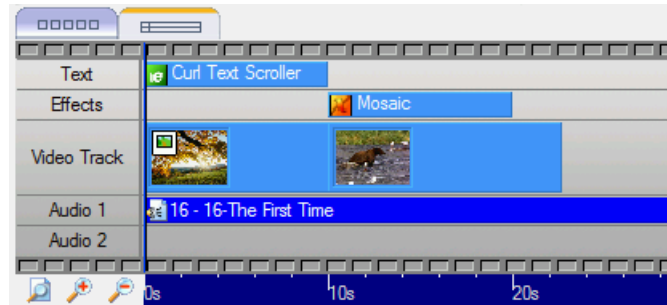 Text
Curl Text Scroller
Effects
Mosaic
Video Track
Audio 1
16 - 16-The First Time
Audio 2
0s
10s
20s